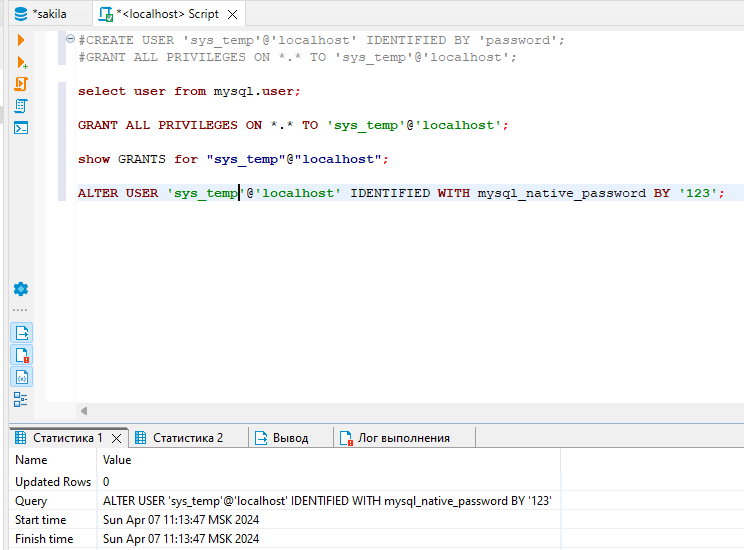 *sakila
*<localhost> Script
#CREATE USER 'sys_temp'@'localhost' IDENTIFIED BY 'password';
#GRANT ALL PRIVILEGES ON *.* TO 'sys_temp'@'localhost';
select user from mysql.user;
GRANT ALL PRIVILEGES ON *.* TO 'sys_temp'@'localhost';
show GRANTS for "sys_temp"@"localhost";
ALTER USER 'sys_temp'@'localhost' IDENTIFIED WITH mysql_native_password BY '123';
Статистика 1
Статистика 2
Вывод
Лог выполнения
Name Value
Updated Rows 0
Query ALTER USER 'sys_temp'@'localhost' IDENTIFIED WITH mysql_native_password BY '123'
Start time Sun Apr 07 11:13:47 MSK 2024
Finish time Sun Apr 07 11:13:47 MSK 2024